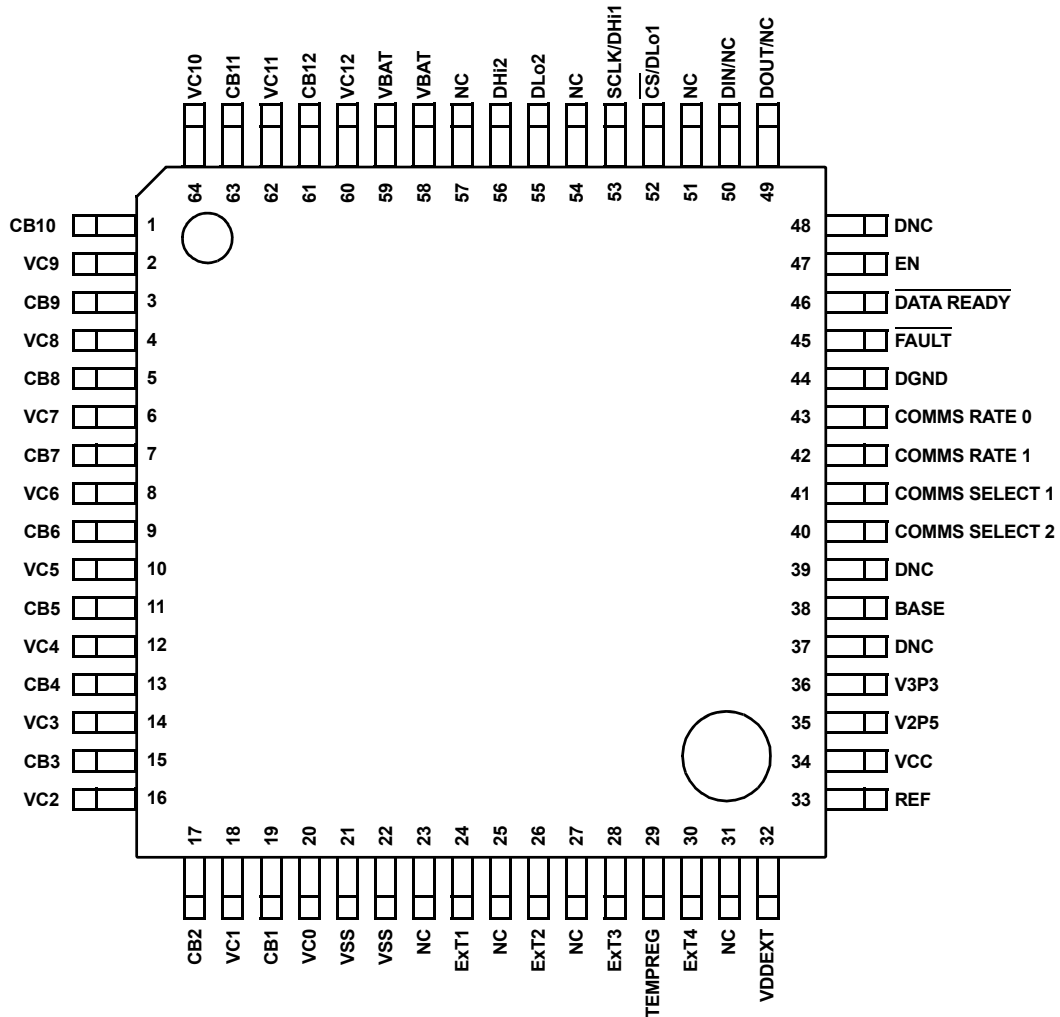 VC10 CB11 VC11 CB12 VC12 VBAT VBAT NC DHi2 DLo2 NC SCLK/DHi1 CS/DLo1 NC DIN/NC DOUT/NC
64 63 62 61 60 59 58 57 56 55 54 53 52 51 50 49
CB10 1 48 DNC
VC9 2 47 EN
CB9 3 46 DATA READY
VC8 4 45 FAULT
CB8 5 44 DGND
VC7 6 43 COMMS RATE 0
CB7 7 42 COMMS RATE 1
VC6 8 41 COMMS SELECT 1
CB6 9 40 COMMS SELECT 2
VC5 10 39 DNC
CB5 11 38 BASE
VC4 12 37 DNC
CB4 13 36 V3P3
VC3 14 35 V2P5
CB3 15 34 VCC
VC2 16 33 REF
17 18 19 20 21 22 23 24 25 26 27 28 29 30 31 32
CB2 VC1 CB1 VC0 VSS VSS NC ExT1 NC ExT2 NC ExT3 TEMPREG ExT4 NC VDDEXT